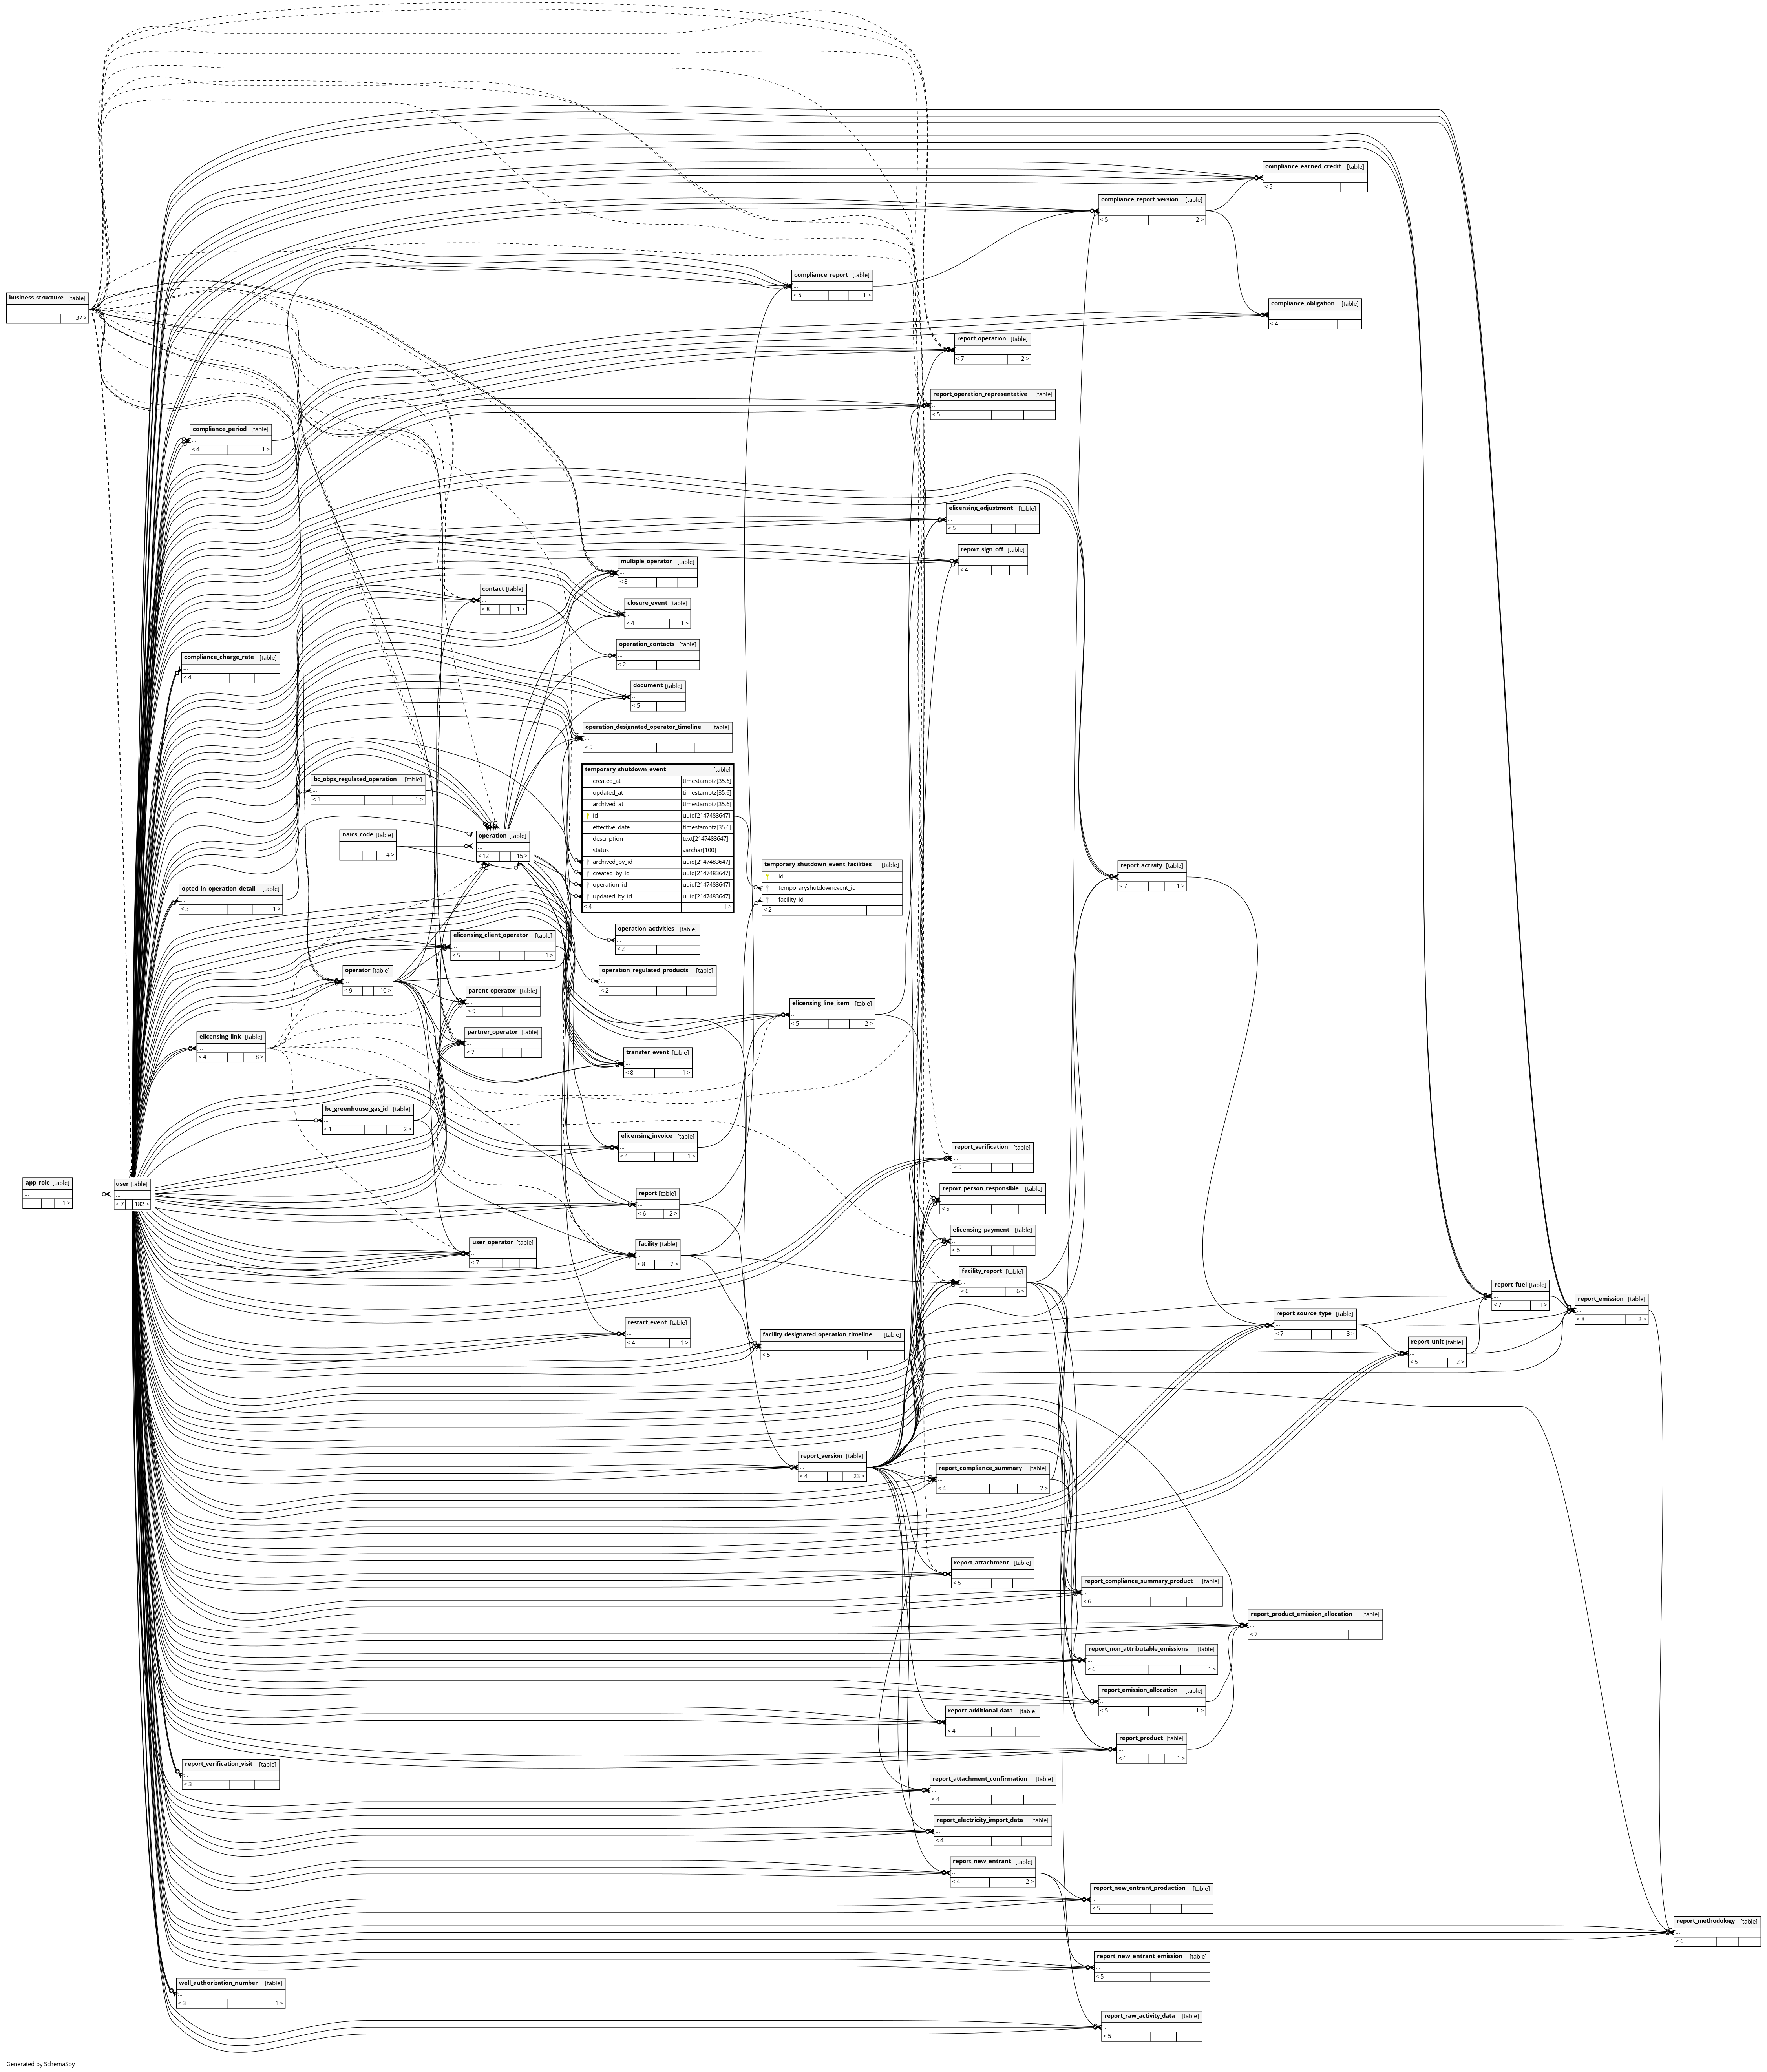 compliance_earned_credit [table]
...
< 5
compliance_report_version [table]
...
< 5 2 >
compliance_report [table]
...
< 5 1 >
business_structure [table]
...
37 >
compliance_obligation [table]
...
< 4
report_operation [table]
...
< 7 2 >
report_operation_representative [table]
...
< 5
compliance_period [table]
...
< 4 1 >
elicensing_adjustment [table]
...
< 5
report_sign_off [table]
...
< 4
multiple_operator [table]
...
< 8
contact [table]
...
< 8 1 >
closure_event [table]
...
< 4 1 >
operation_contacts [table]
...
< 2
compliance_charge_rate [table]
...
< 4
document [table]
...
< 5
operation_designated_operator_timeline [table]
...
< 5
temporary_shutdown_event [table]
created_at timestamptz[35,6]
updated_at timestamptz[35,6]
archived_at timestamptz[35,6]
id uuid[2147483647]
effective_date timestamptz[35,6]
description text[2147483647]
status varchar[100]
archived_by_id uuid[2147483647]
created_by_id uuid[2147483647]
operation_id uuid[2147483647]
updated_by_id uuid[2147483647]
< 4 1 >
bc_obps_regulated_operation [table]
...
< 1 1 >
naics_code [table]
...
4 >
operation [table]
...
< 12 15 >
temporary_shutdown_event_facilities [table]
id
temporaryshutdownevent_id
facility_id
< 2
report_activity [table]
...
< 7 1 >
opted_in_operation_detail [table]
...
< 3 1 >
operation_activities [table]
...
< 2
elicensing_client_operator [table]
...
< 5 1 >
operator [table]
...
< 9 10 >
operation_regulated_products [table]
...
< 2
parent_operator [table]
...
< 9
elicensing_line_item [table]
...
< 5 2 >
partner_operator [table]
...
< 7
elicensing_link [table]
...
< 4 8 >
transfer_event [table]
...
< 8 1 >
bc_greenhouse_gas_id [table]
...
< 1 2 >
elicensing_invoice [table]
...
< 4 1 >
report_verification [table]
...
< 5
app_role [table]
...
1 >
user [table]
...
< 7 182 >
report [table]
...
< 6 2 >
report_person_responsible [table]
...
< 6
elicensing_payment [table]
...
< 5
user_operator [table]
...
< 7
facility [table]
...
< 8 7 >
facility_report [table]
...
< 6 6 >
report_fuel [table]
...
< 7 1 >
report_emission [table]
...
< 8 2 >
report_source_type [table]
...
< 7 3 >
restart_event [table]
...
< 4 1 >
facility_designated_operation_timeline [table]
...
< 5
report_unit [table]
...
< 5 2 >
report_version [table]
...
< 4 23 >
report_compliance_summary [table]
...
< 4 2 >
report_attachment [table]
...
< 5
report_compliance_summary_product [table]
...
< 6
report_product_emission_allocation [table]
...
< 7
report_non_attributable_emissions [table]
...
< 6 1 >
report_emission_allocation [table]
...
< 5 1 >
report_additional_data [table]
...
< 4
report_product [table]
...
< 6 1 >
report_verification_visit [table]
...
< 3
report_attachment_confirmation [table]
...
< 4
report_electricity_import_data [table]
...
< 4
report_new_entrant [table]
...
< 4 2 >
report_new_entrant_production [table]
...
< 5
report_methodology [table]
...
< 6
report_new_entrant_emission [table]
...
< 5
well_authorization_number [table]
...
< 3 1 >
report_raw_activity_data [table]
...
< 5
Generated by SchemaSpy